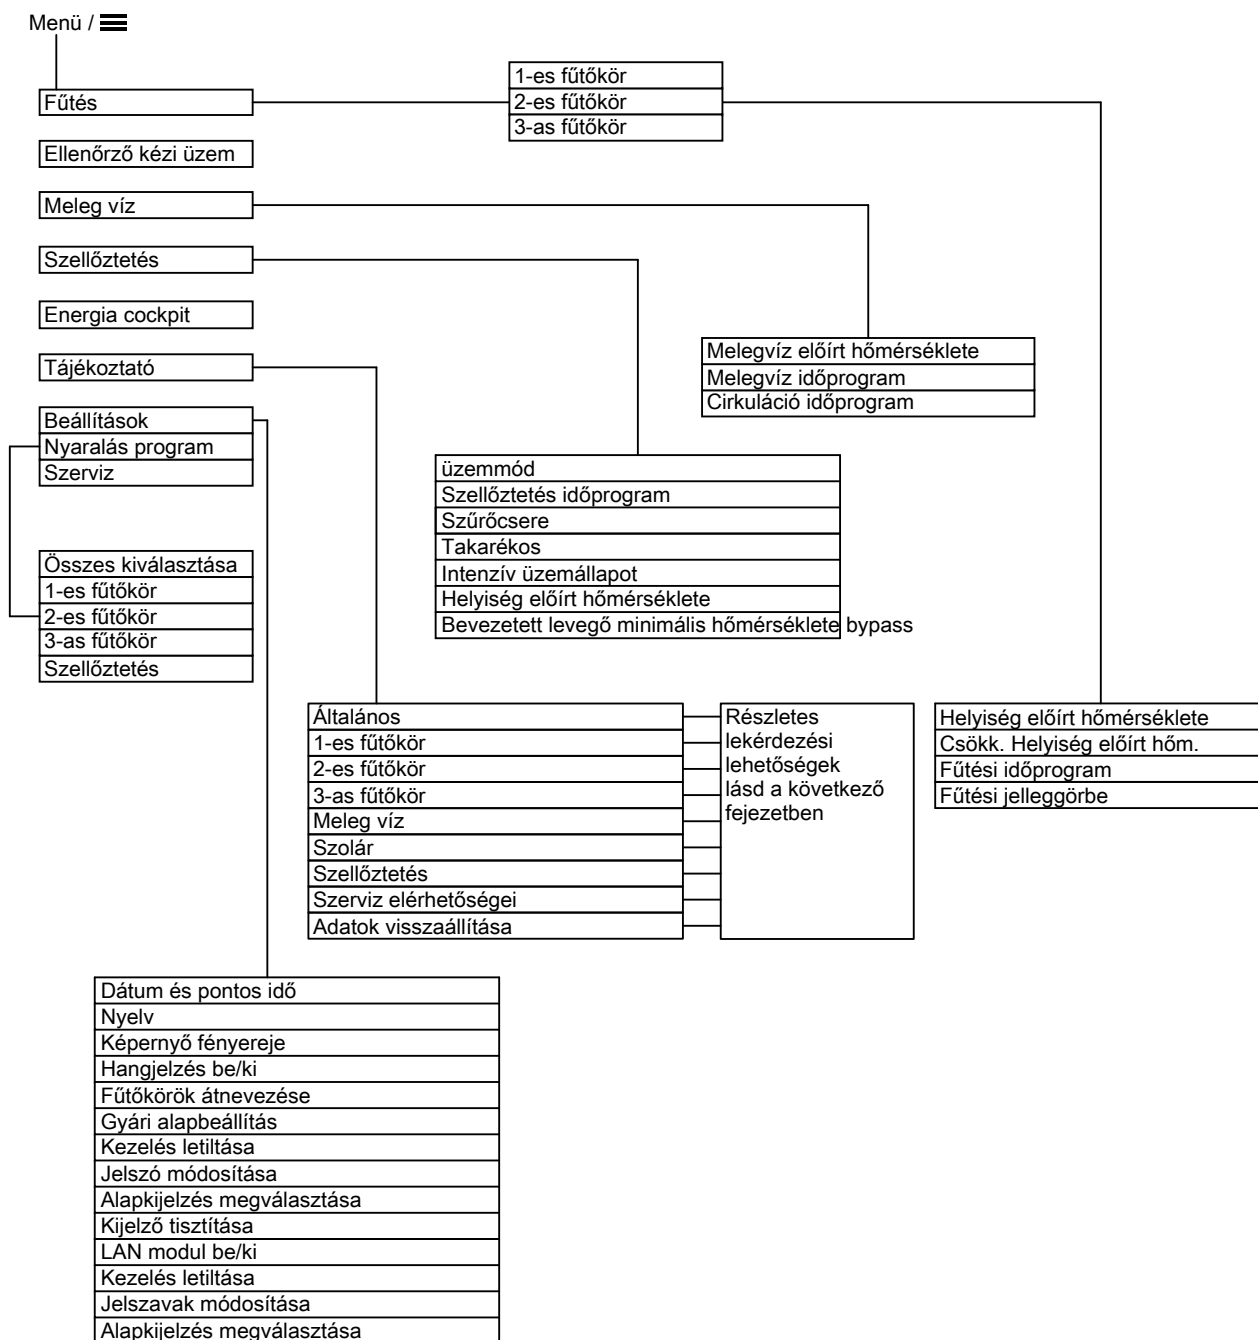 Menü /
Fűtés
1-es fűtőkör
2-es fűtőkör
3-as fűtőkör
Ellenőrző kézi üzem
Meleg víz
Szellőztetés
Energia cockpit
Tájékoztató
Beállítások
Nyaralás program
Szerviz
Összes kiválasztása
1-es fűtőkör
2-es fűtőkör
3-as fűtőkör
Szellőztetés
Melegvíz előírt hőmérséklete
Melegvíz időprogram
Cirkuláció időprogram
üzemmód
Szellőztetés időprogram
Szűrőcsere
Takarékos
Intenzív üzemállapot
Helyiség előírt hőmérséklete
Bevezetett levegő minimális hőmérséklete bypass
Általános
1-es fűtőkör
2-es fűtőkör
3-as fűtőkör
Meleg víz
Szolár
Szellőztetés
Szerviz elérhetőségei
Adatok visszaállítása
Részletes
lekérdezési
lehetőségek
lásd a következő
fejezetben
Helyiség előírt hőmérséklete
Csökk. Helyiség előírt hőm.
Fűtési időprogram
Fűtési jelleggörbe
Dátum és pontos idő
Nyelv
Képernyő fényereje
Hangjelzés be/ki
Fűtőkörök átnevezése
Gyári alapbeállítás
Kezelés letiltása
Jelszó módosítása
Alapkijelzés megválasztása
Kijelző tisztítása
LAN modul be/ki
Kezelés letiltása
Jelszavak módosítása
Alapkijelzés megválasztása